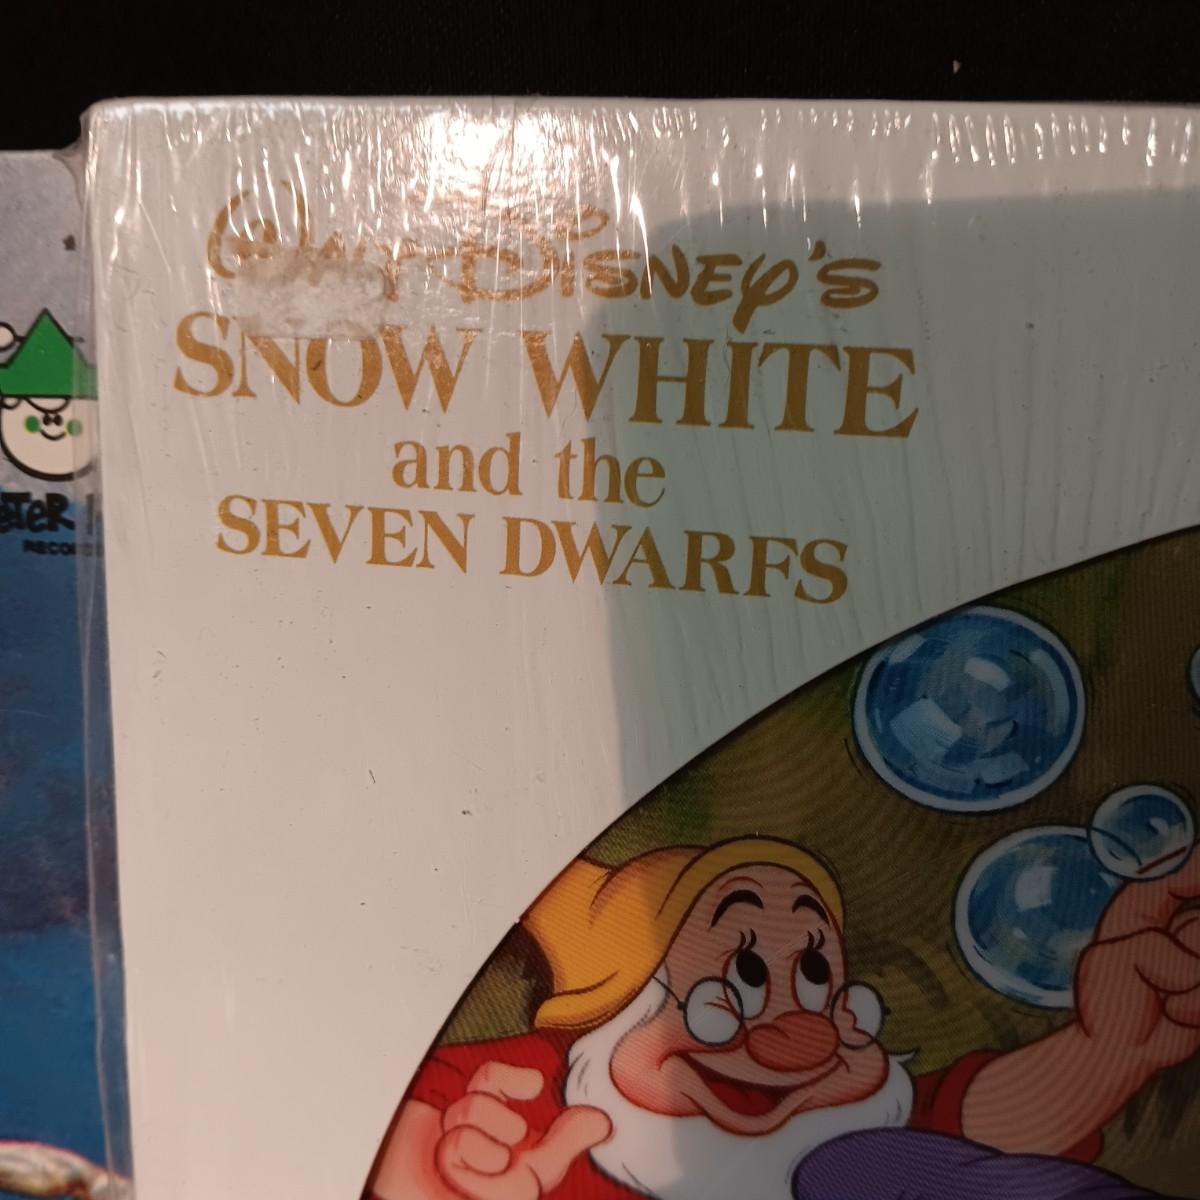 Walt Disney's
SNOW WHITE
and the
SEVEN DWARFS